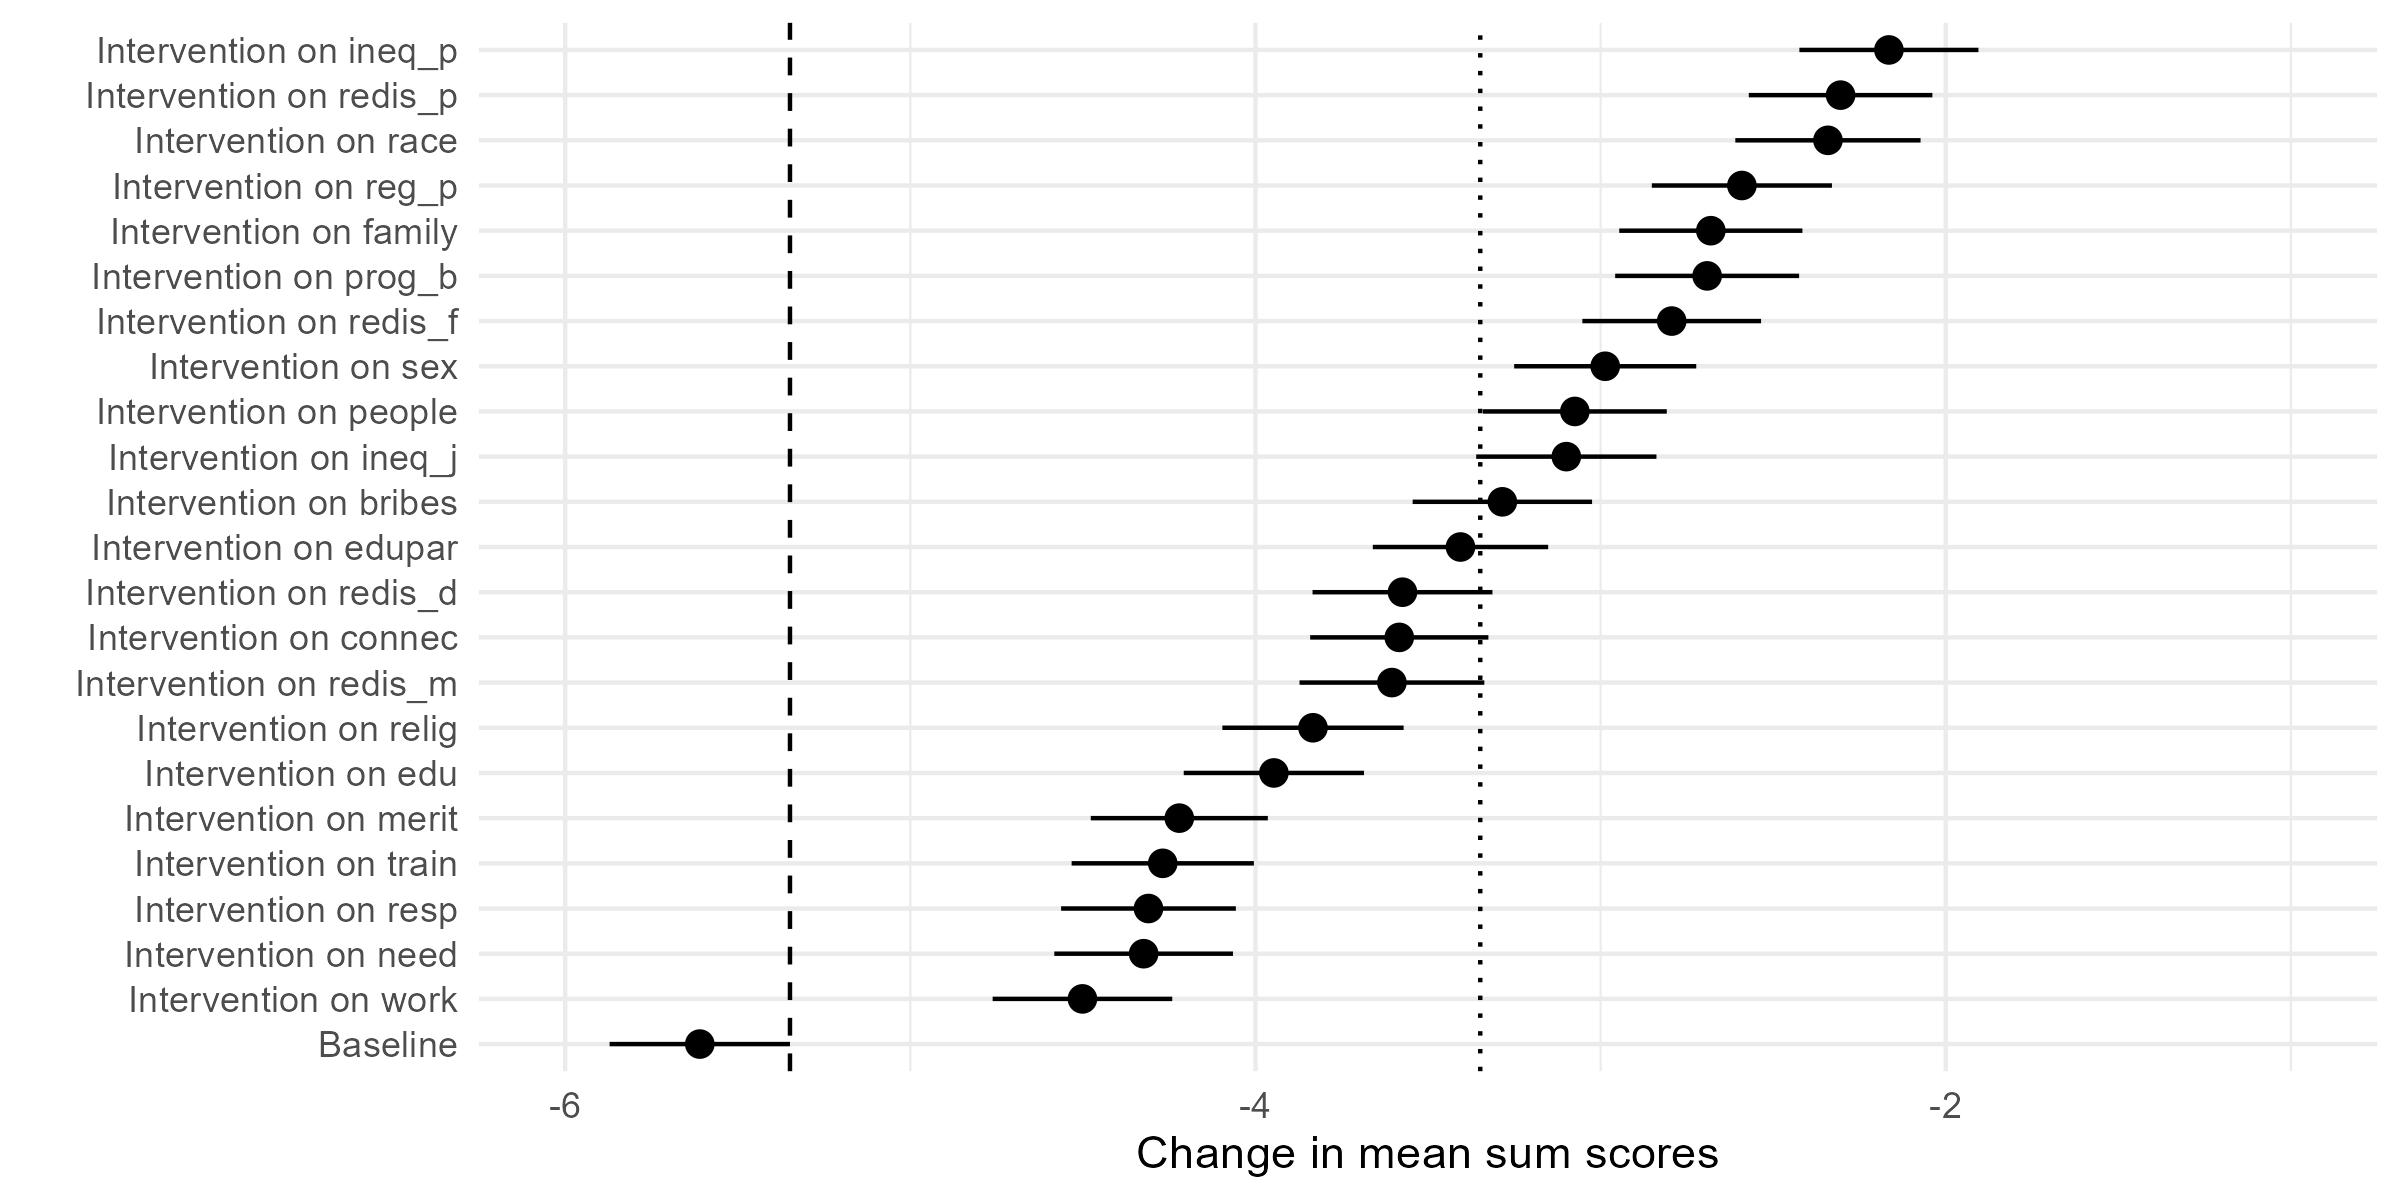 Intervention on ineq_p
Intervention on redis_p
Intervention on race
Intervention on reg_p
Intervention on family
Intervention on prog_b
Intervention on redis_f
Intervention on sex
Intervention on people
Intervention on ineq_j
Intervention on bribes
Intervention on edupar
Intervention on redis_d
Intervention on connec
Intervention on redis_m
Intervention on relig
Intervention on edu
Intervention on merit
Intervention on train
Intervention on resp
Intervention on need
Intervention on work
Baseline
-6 -4 -2
Change in mean sum scores